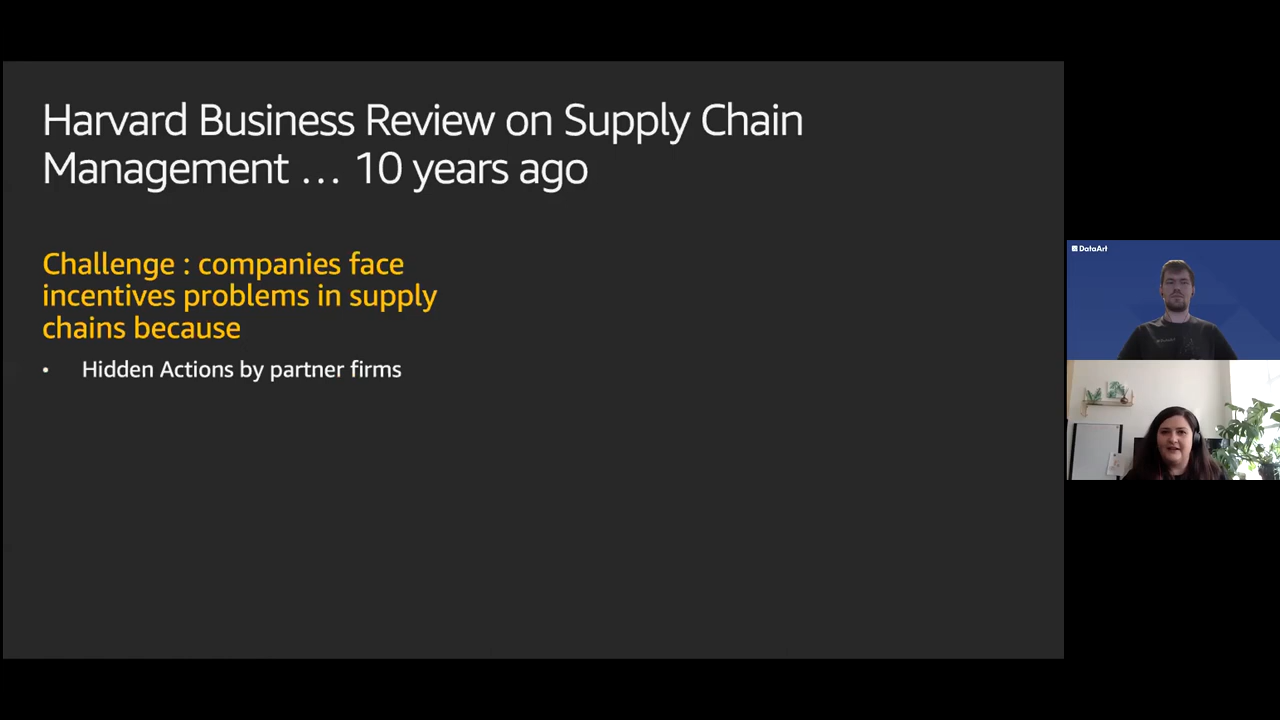 Harvard Business Review on Supply Chain
Management … 10 years ago
Challenge : companies face
incentives problems in supply
chains because
• Hidden Actions by partner firms
DataArt